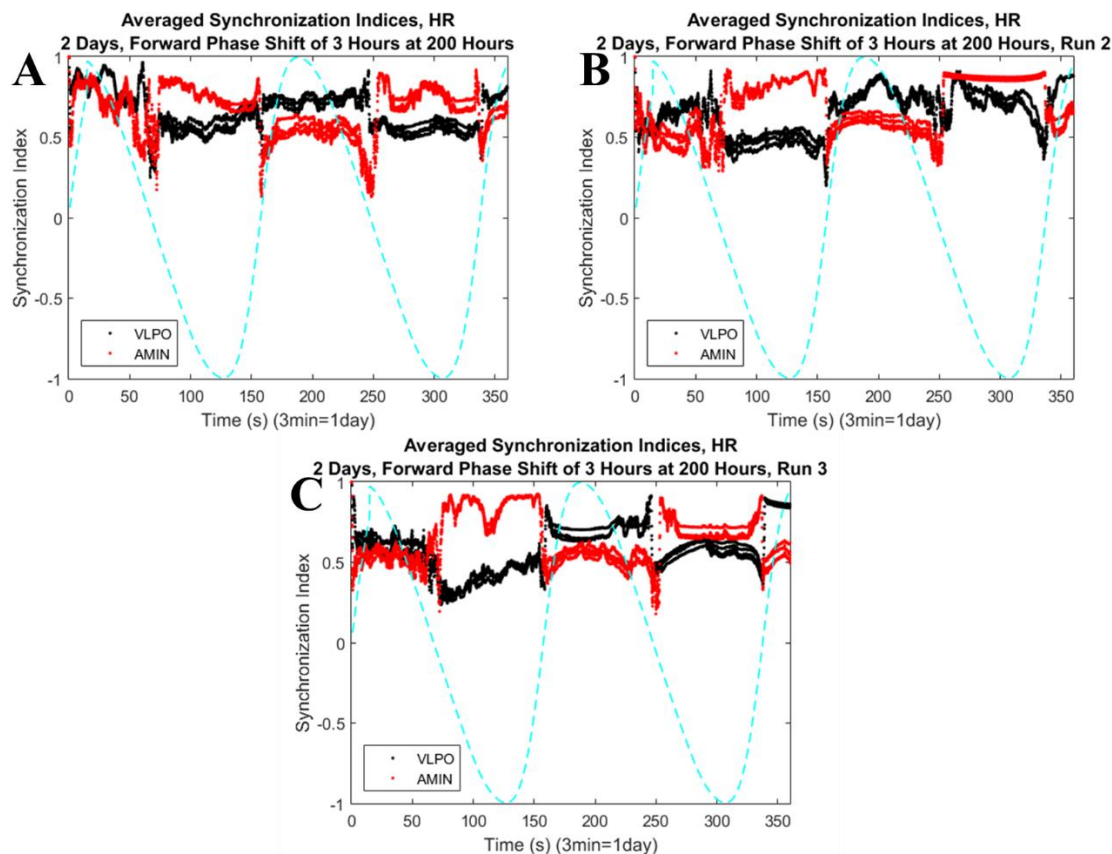 A
Averaged Synchronization Indices, HR
2 Days, Forward Phase Shift of 3 Hours at 200 Hours
1
0.5
0
-0.5
-1
Synchronization Index
VLPO
AMIN
0 50 100 150 200 250 300 350
Time (s) (3min=1day)
B
Averaged Synchronization Indices, HR
2 Days, Forward Phase Shift of 3 Hours at 200 Hours, Run 2
1
0.5
0
-0.5
-1
Synchronization Index
VLPO
AMIN
0 50 100 150 200 250 300 350
Time (s) (3min=1day)
C
Averaged Synchronization Indices, HR
2 Days, Forward Phase Shift of 3 Hours at 200 Hours, Run 3
1
0.5
0
-0.5
-1
Synchronization Index
VLPO
AMIN
0 50 100 150 200 250 300 350
Time (s) (3min=1day)